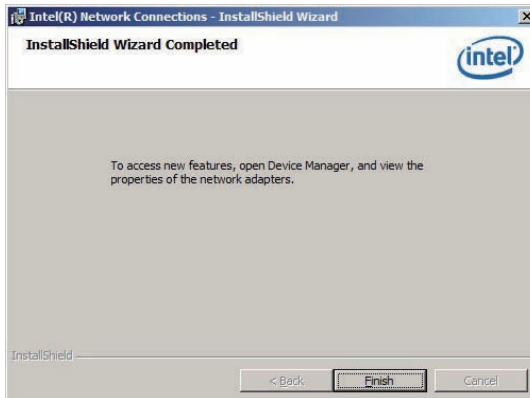 Intel(R) Network Connections - InstallShield Wizard
InstallShield Wizard Completed
intel
To access new features, open Device Manager, and view the
properties of the network adapters.
InstallShield
< Back
Finish
Cancel